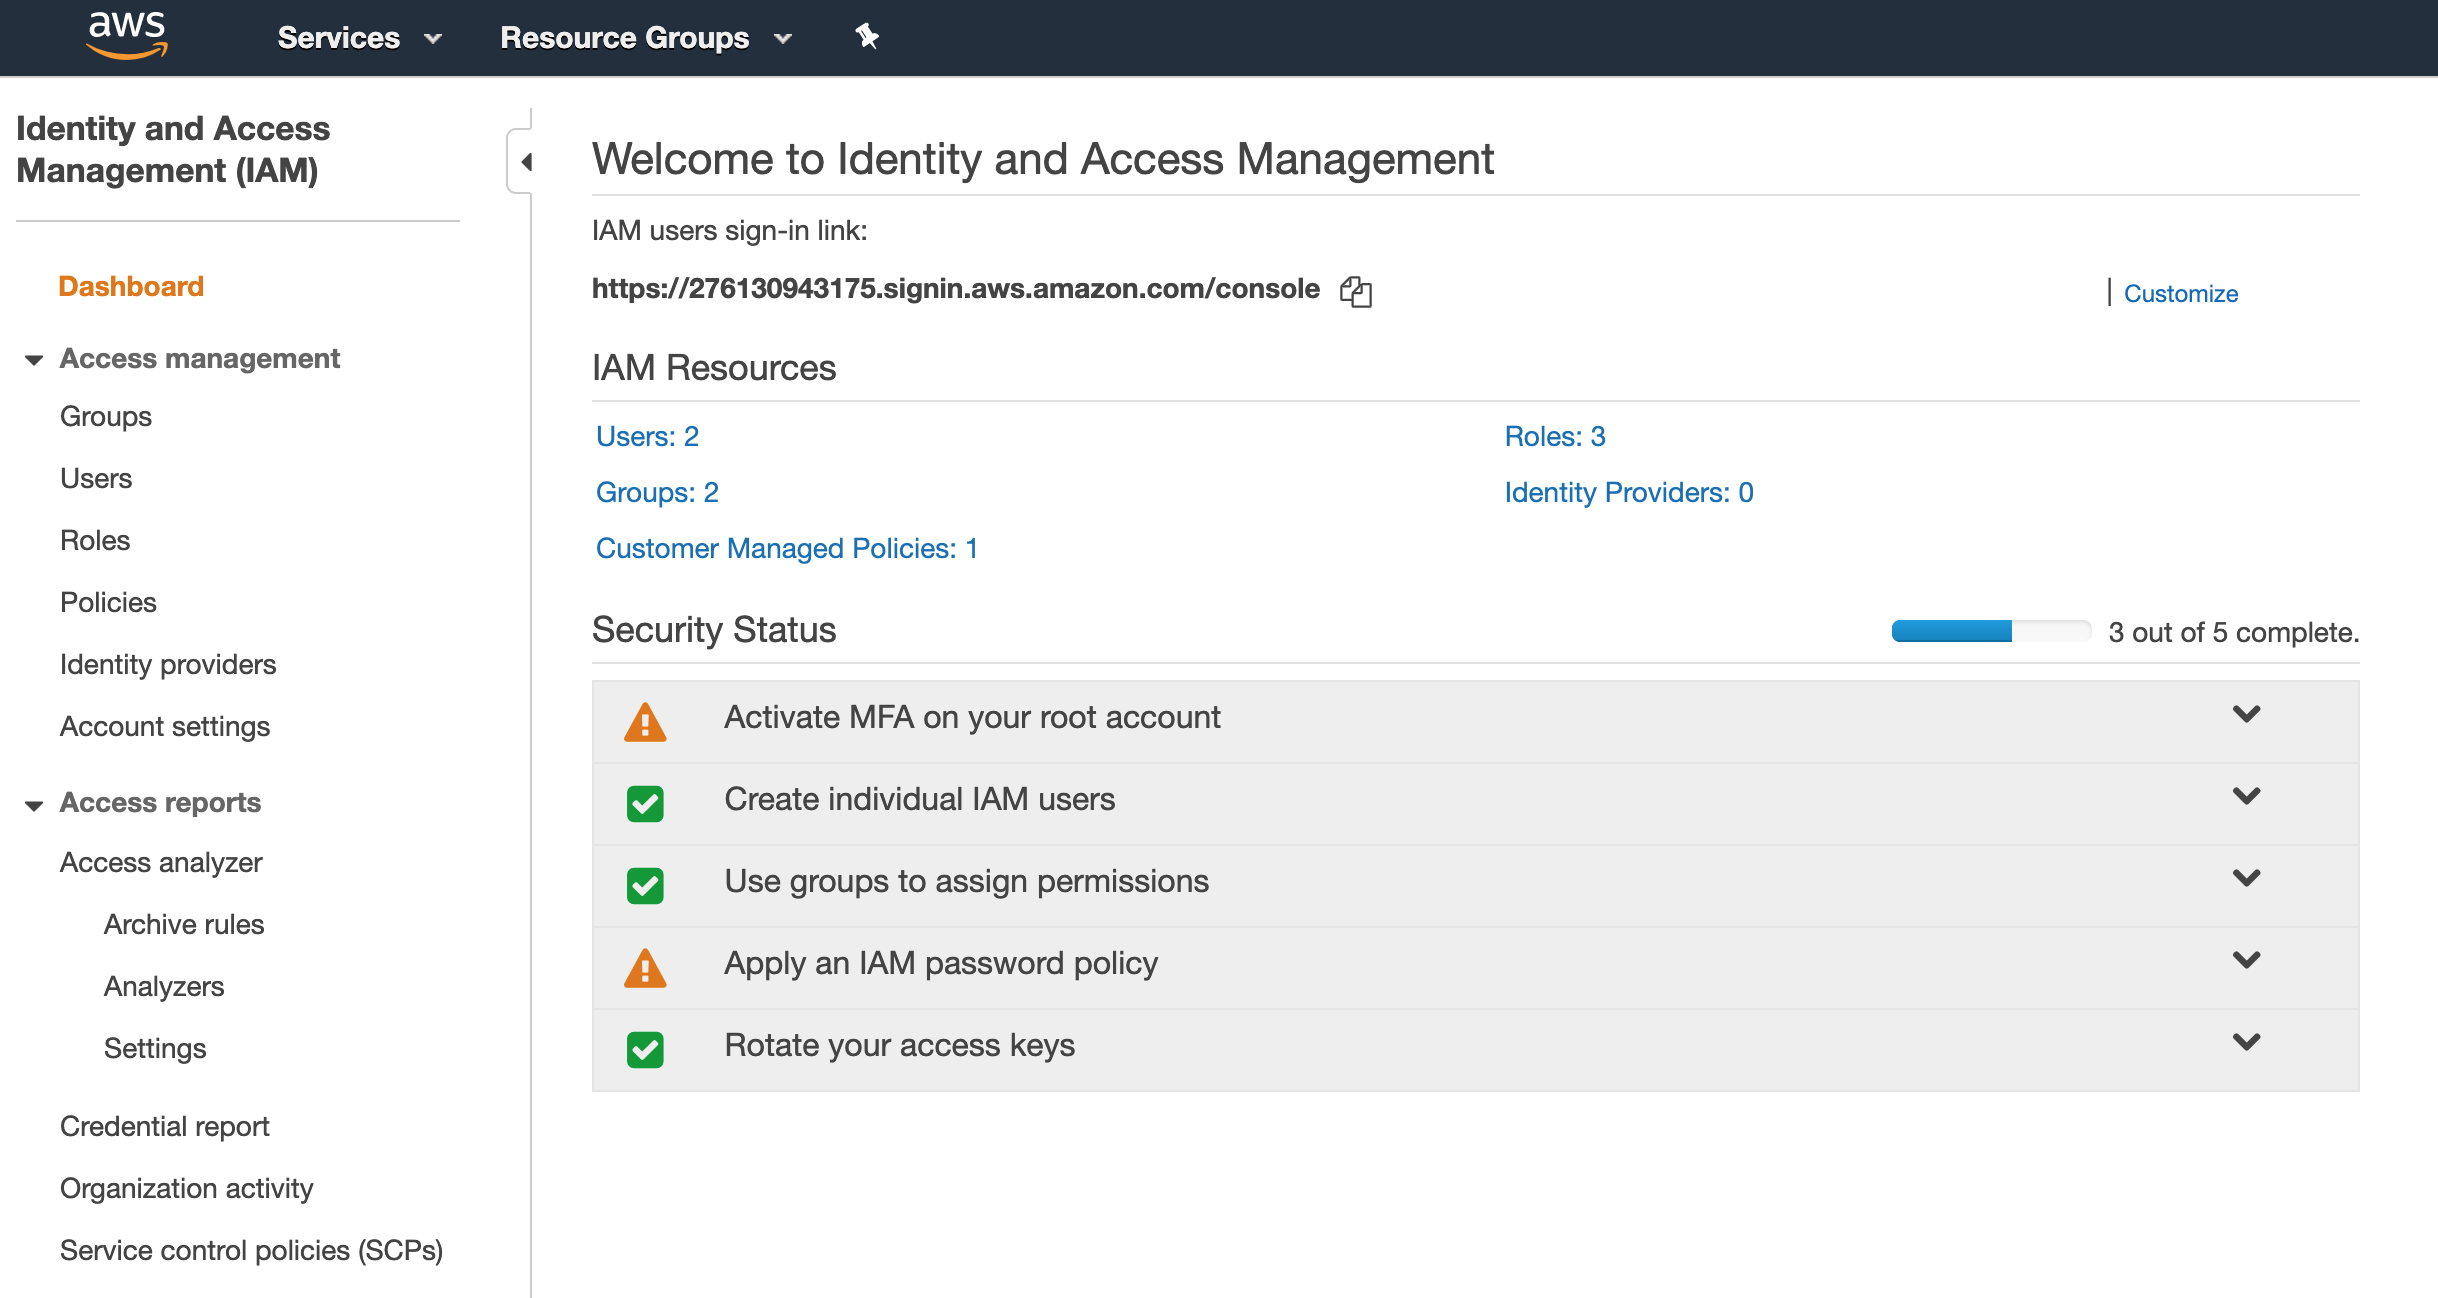 aws
Services
Resource Groups
Identity and Access
Management (IAM)
Dashboard
Access management
Groups
Users
Roles
Policies
Identity providers
Account settings
Access reports
Access analyzer
Archive rules
Analyzers
Settings
Credential report
Organization activity
Service control policies (SCPs)
Welcome to Identity and Access Management
IAM users sign-in link:
https://276130943175.signin.aws.amazon.com/console
| Customize
IAM Resources
Users: 2
Roles: 3
Groups: 2
Identity Providers: 0
Customer Managed Policies: 1
Security Status
3 out of 5 complete.
Activate MFA on your root account
Create individual IAM users
Use groups to assign permissions
Apply an IAM password policy
Rotate your access keys